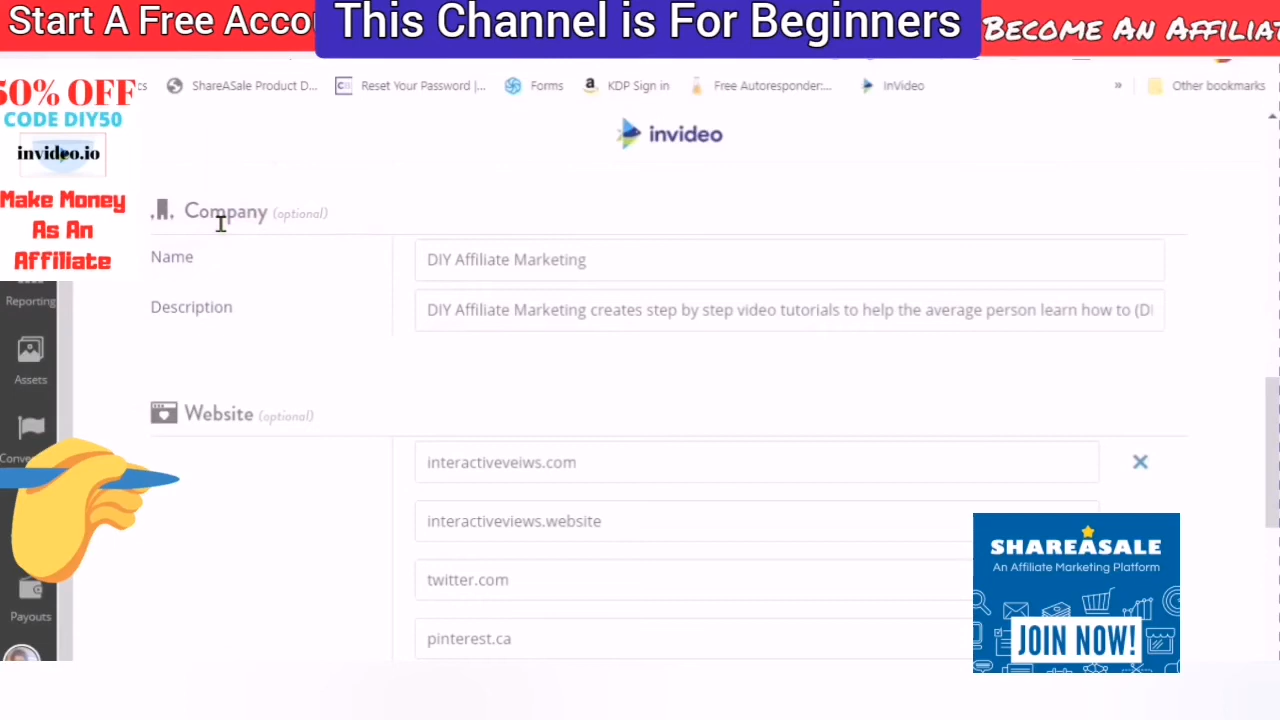 Start A Free Accou
This Channel is For Beginners
BECOME AN AFFILIAT
50% OFF
CODE DIY50
invideo.io
Make Money
As An
Affiliate
cs
ShareASale Product D...
Reset Your Password |...
Forms
a
KDP Sign in
Free Autoresponder:...
InVideo
»
Other bookmarks
invideo
Company (optional)
Name
DIY Affiliate Marketing
Description
DIY Affiliate Marketing creates step by step video tutorials to help the average person learn how to (DI
Website (optional)
interactiveveiws.com
interactiveviews.website
twitter.com
pinterest.ca
Reporting
Assets
Conve
Payouts
SHAREASALE
An Affiliate Marketing Platform
JOIN NOW!